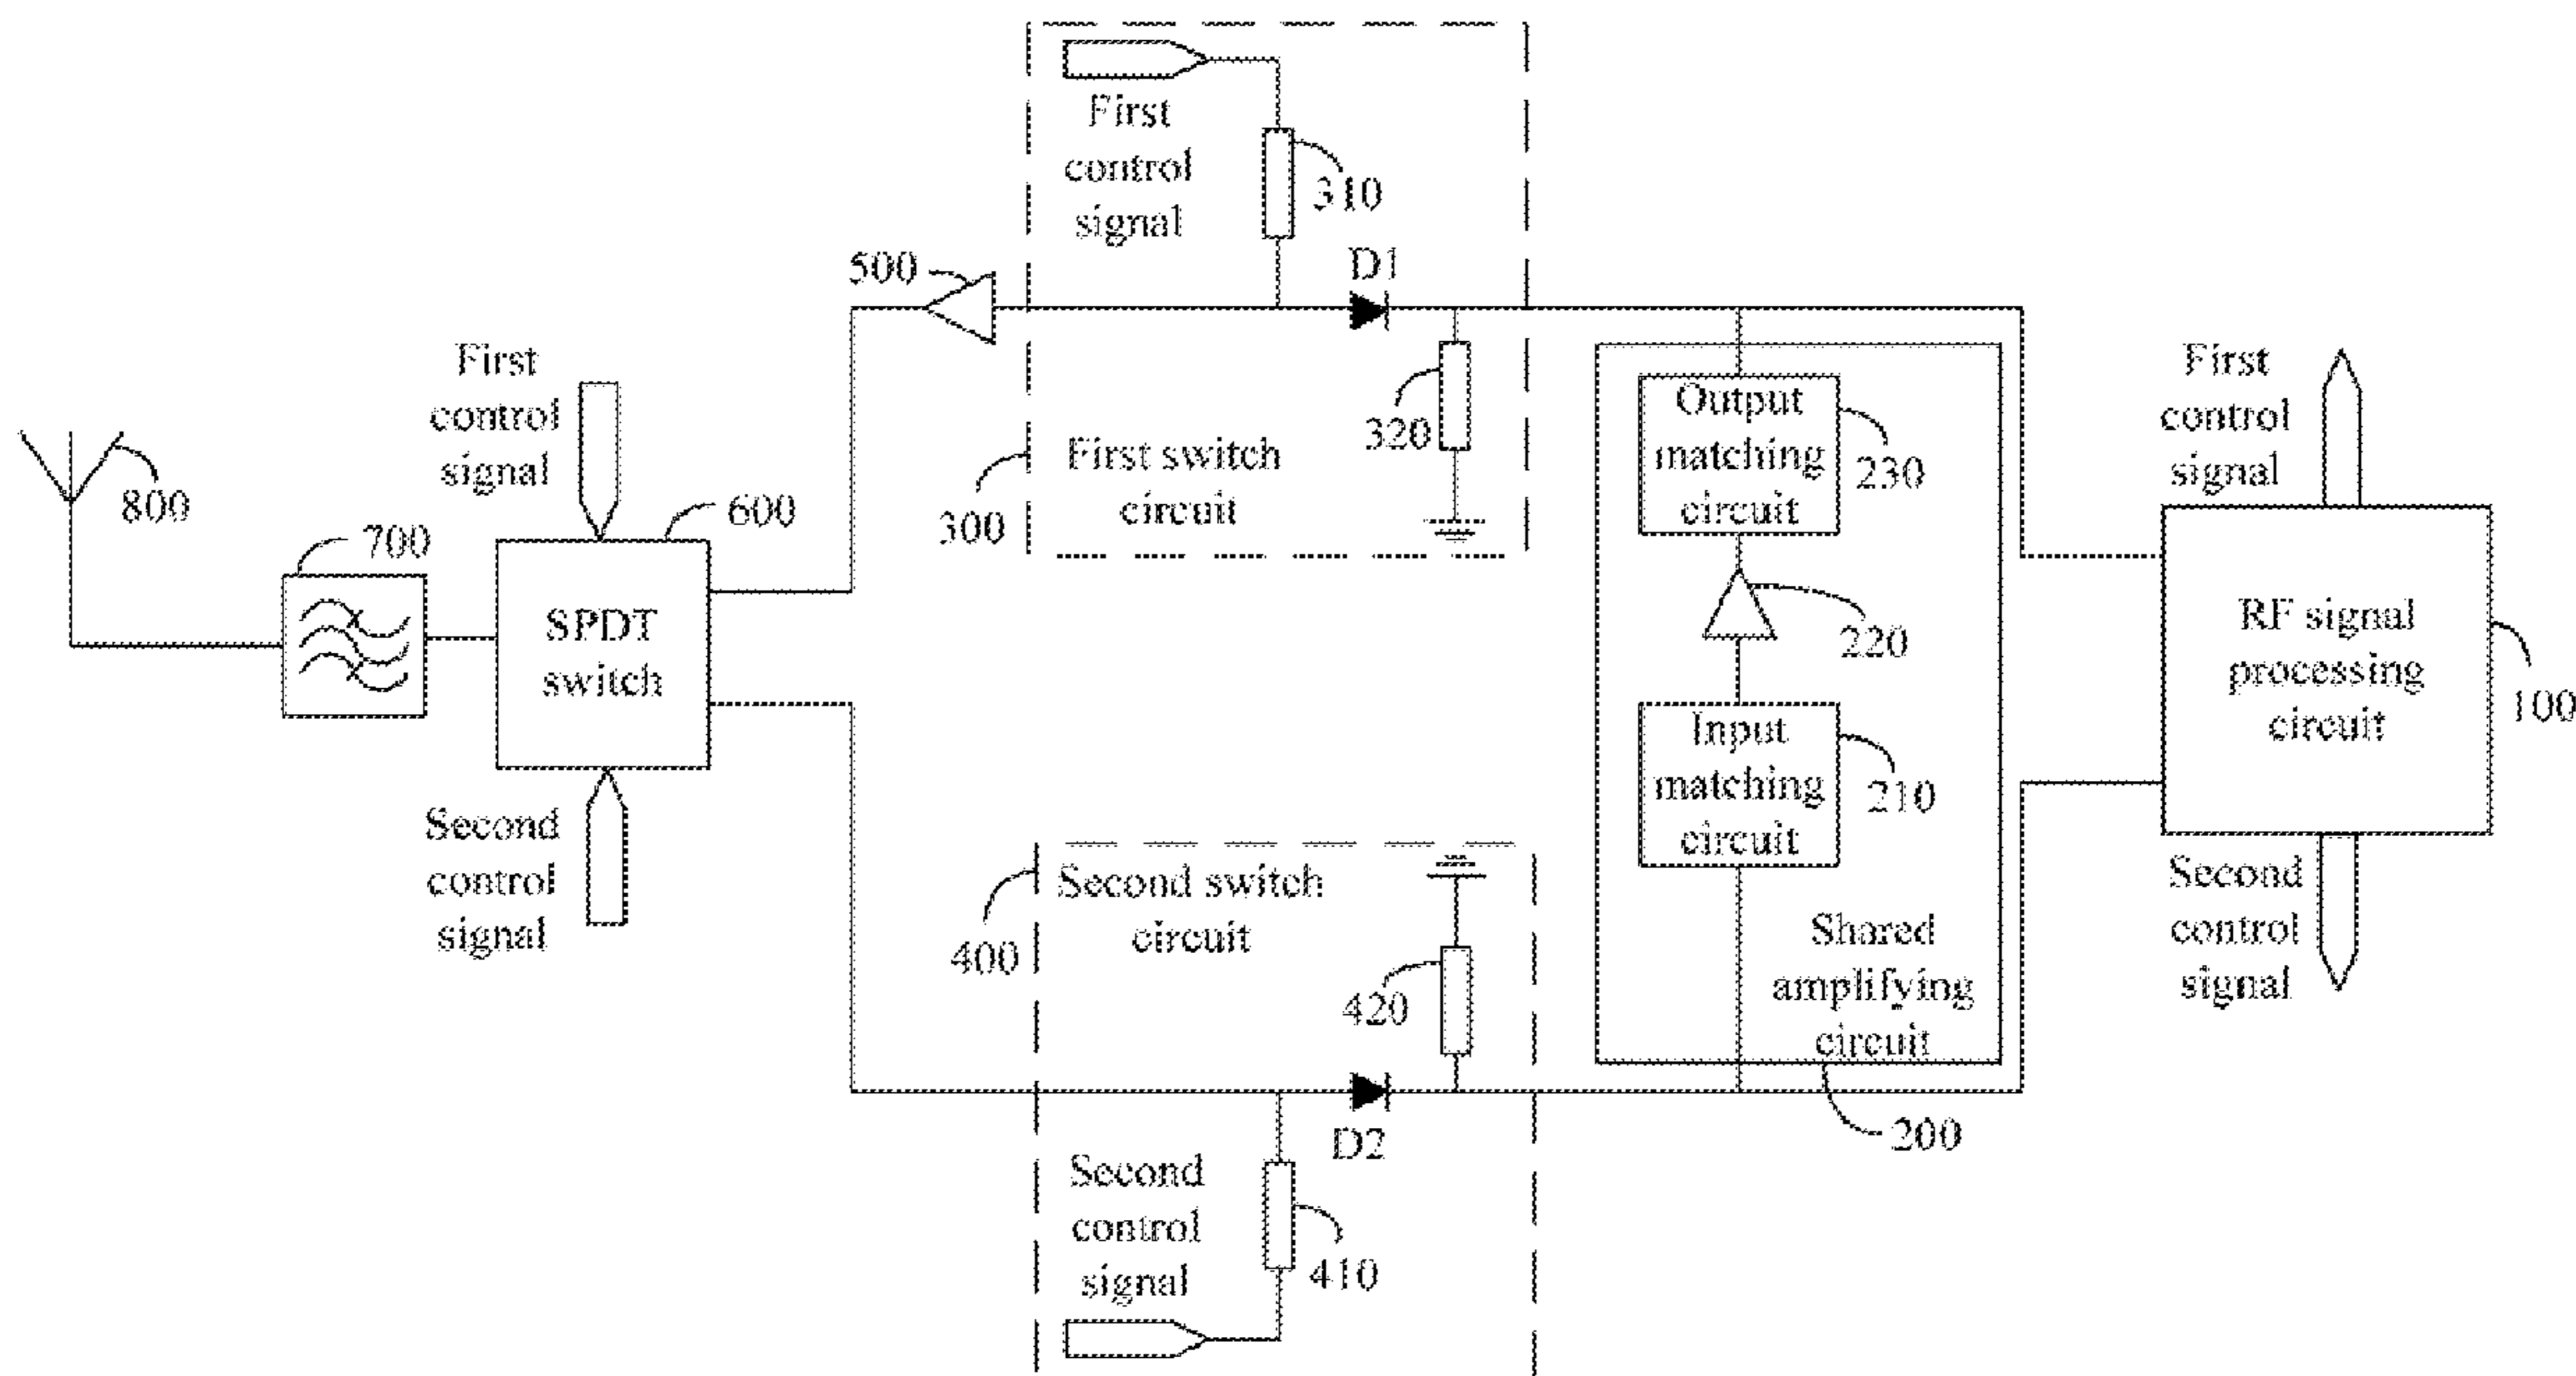 First
control
signal
310
500
D1
320
First switch
circuit
300
First
control
signal
800
700
600
SPDT
switch
Second
control
signal
Output
matching
circuit
230
220
Input
matching
circuit
210
Shared
amplifying
circuit
200
First
control
signal
RF signal
processing
circuit
100
Second
control
signal
400
Second switch
circuit
420
D2
Second
control
signal
410